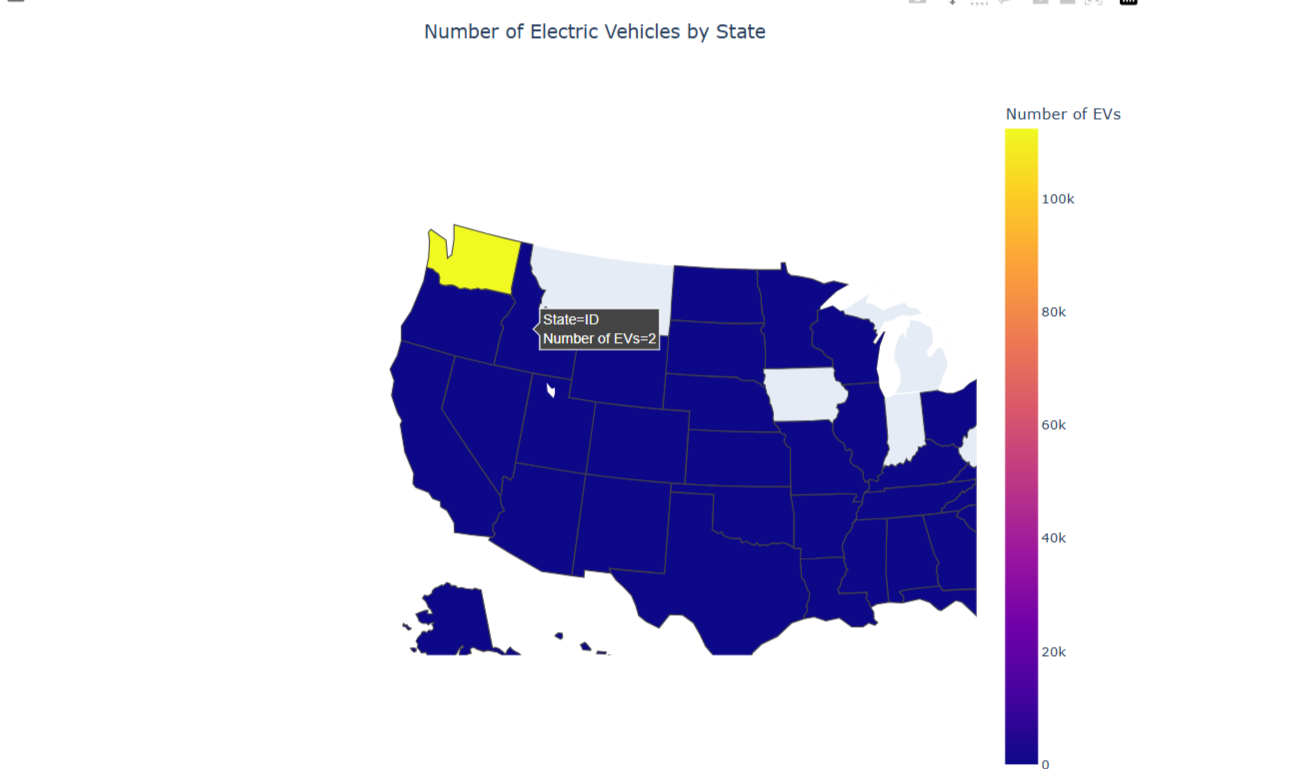 Number of Electric Vehicles by State
Number of EVs
100k
80k
60k
40k
20k
0
State=ID
Number of EVs=2